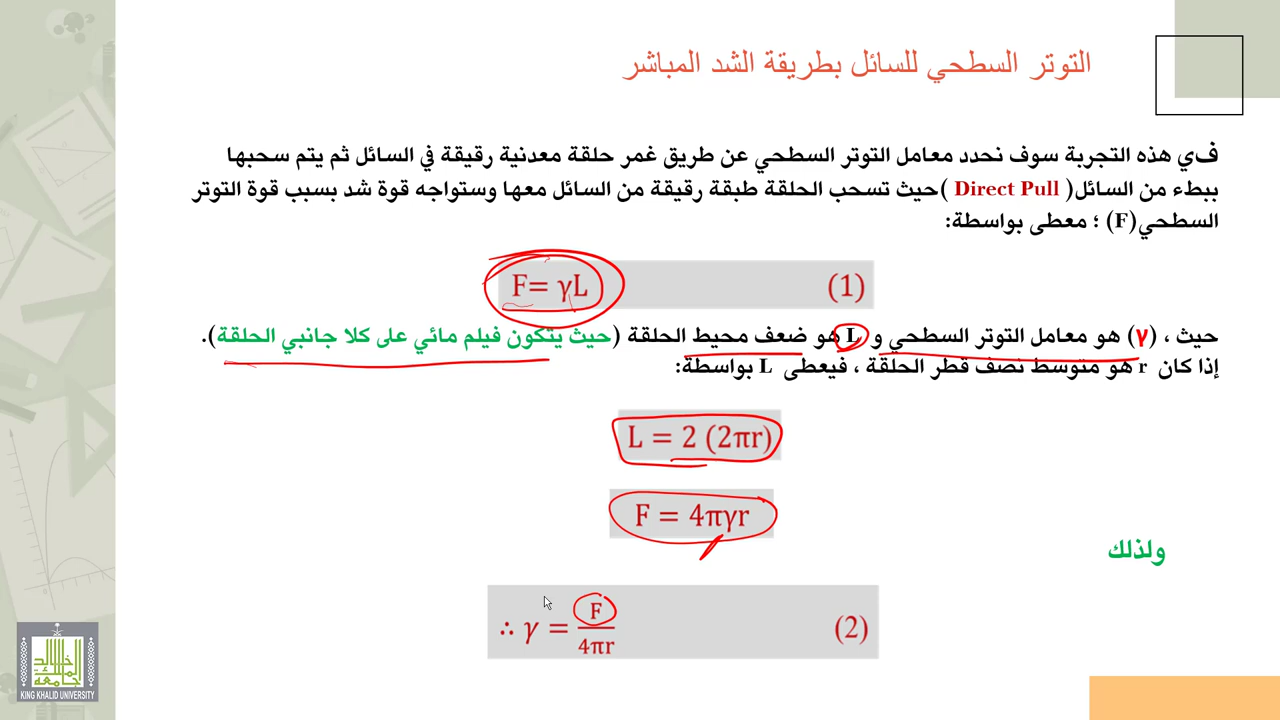 التوتر السطحي للسائل بطريقة الشد المباشر
في هذه التجربة سوف نحدد معامل التوتر السطحي عن طريق غمر حلقة معدنية رقيقة في السائل ثم يتم سحبها
ببطء من السائل( Direct Pull )حيث تسحب الحلقة طبقة رقيقة من السائل معها وستواجه قوة شد بسبب قوة التوتر
السطحي(F) ؛ معطى بواسطة:
F= γL (1)
حيث ، (γ) هو معامل التوتر السطحي و L هو ضعف محيط الحلقة (حيث يتكون فيلم مائي على كلا جانبي الحلقة).
إذا كان r هو متوسط نصف قطر الحلقة ، فيعطى L بواسطة:
L = 2 (2πr)
F = 4πγr
ولذلك
∴ γ = F/4πr (2)
جامعة الملك خالد
KING KHALID UNIVERSITY